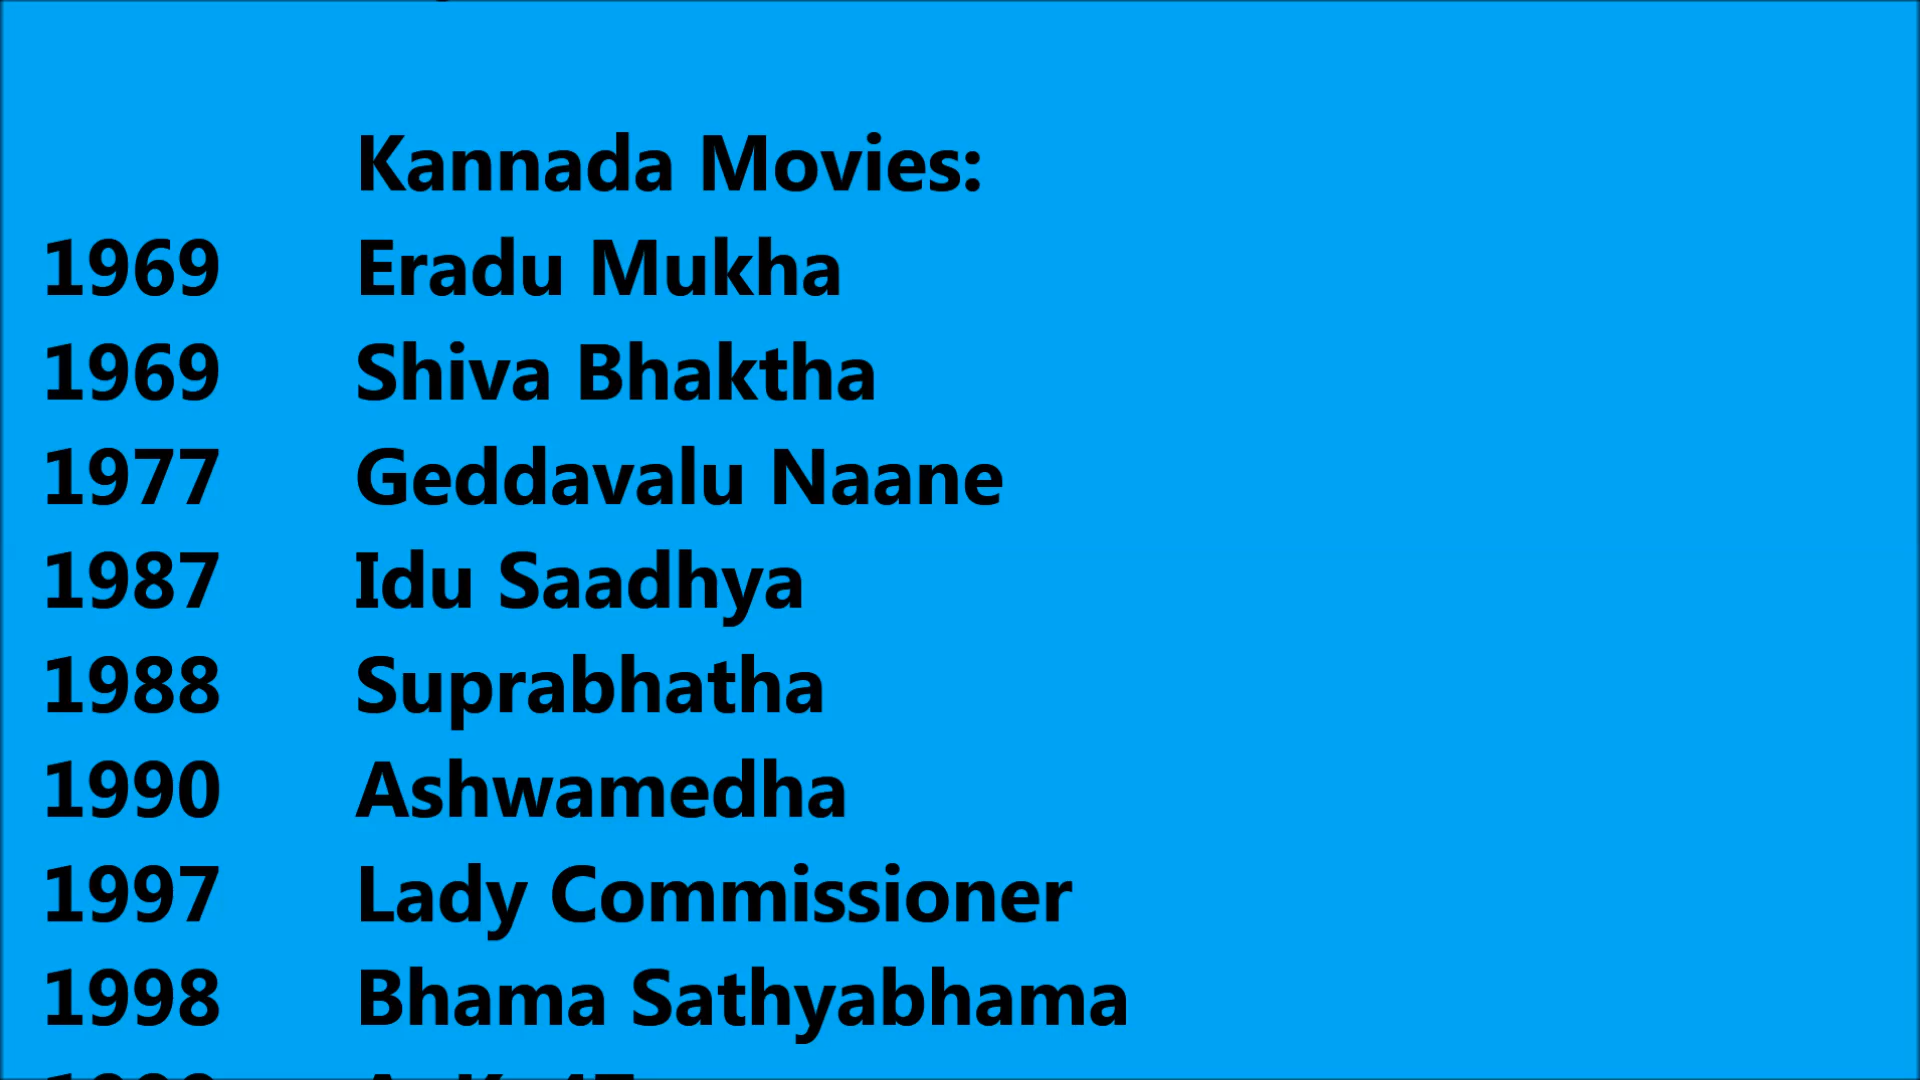 Kannada Movies:
1969 Eradu Mukha
1969 Shiva Bhaktha
1977 Geddavalu Naane
1987 Idu Saadhya
1988 Suprabhatha
1990 Ashwamedha
1997 Lady Commissioner
1998 Bhama Sathyabhama